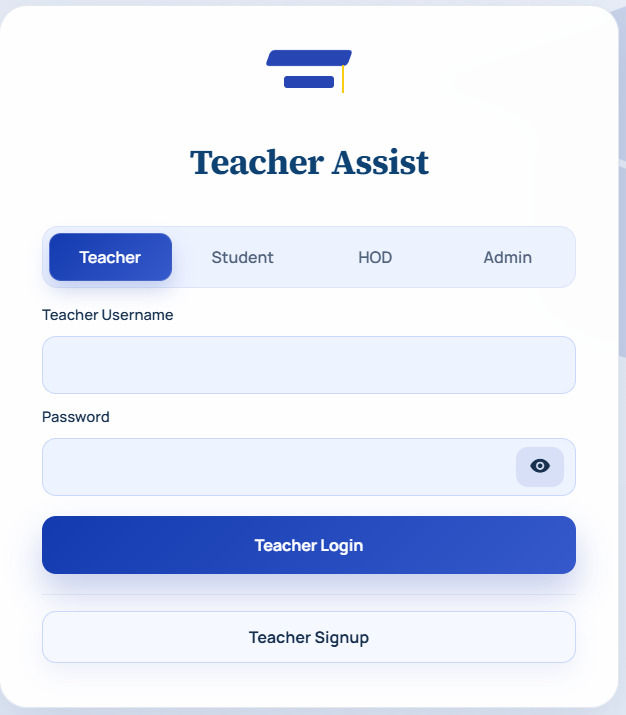 Teacher Assist
Teacher Student HOD Admin
Teacher Username
Password
Teacher Login
Teacher Signup